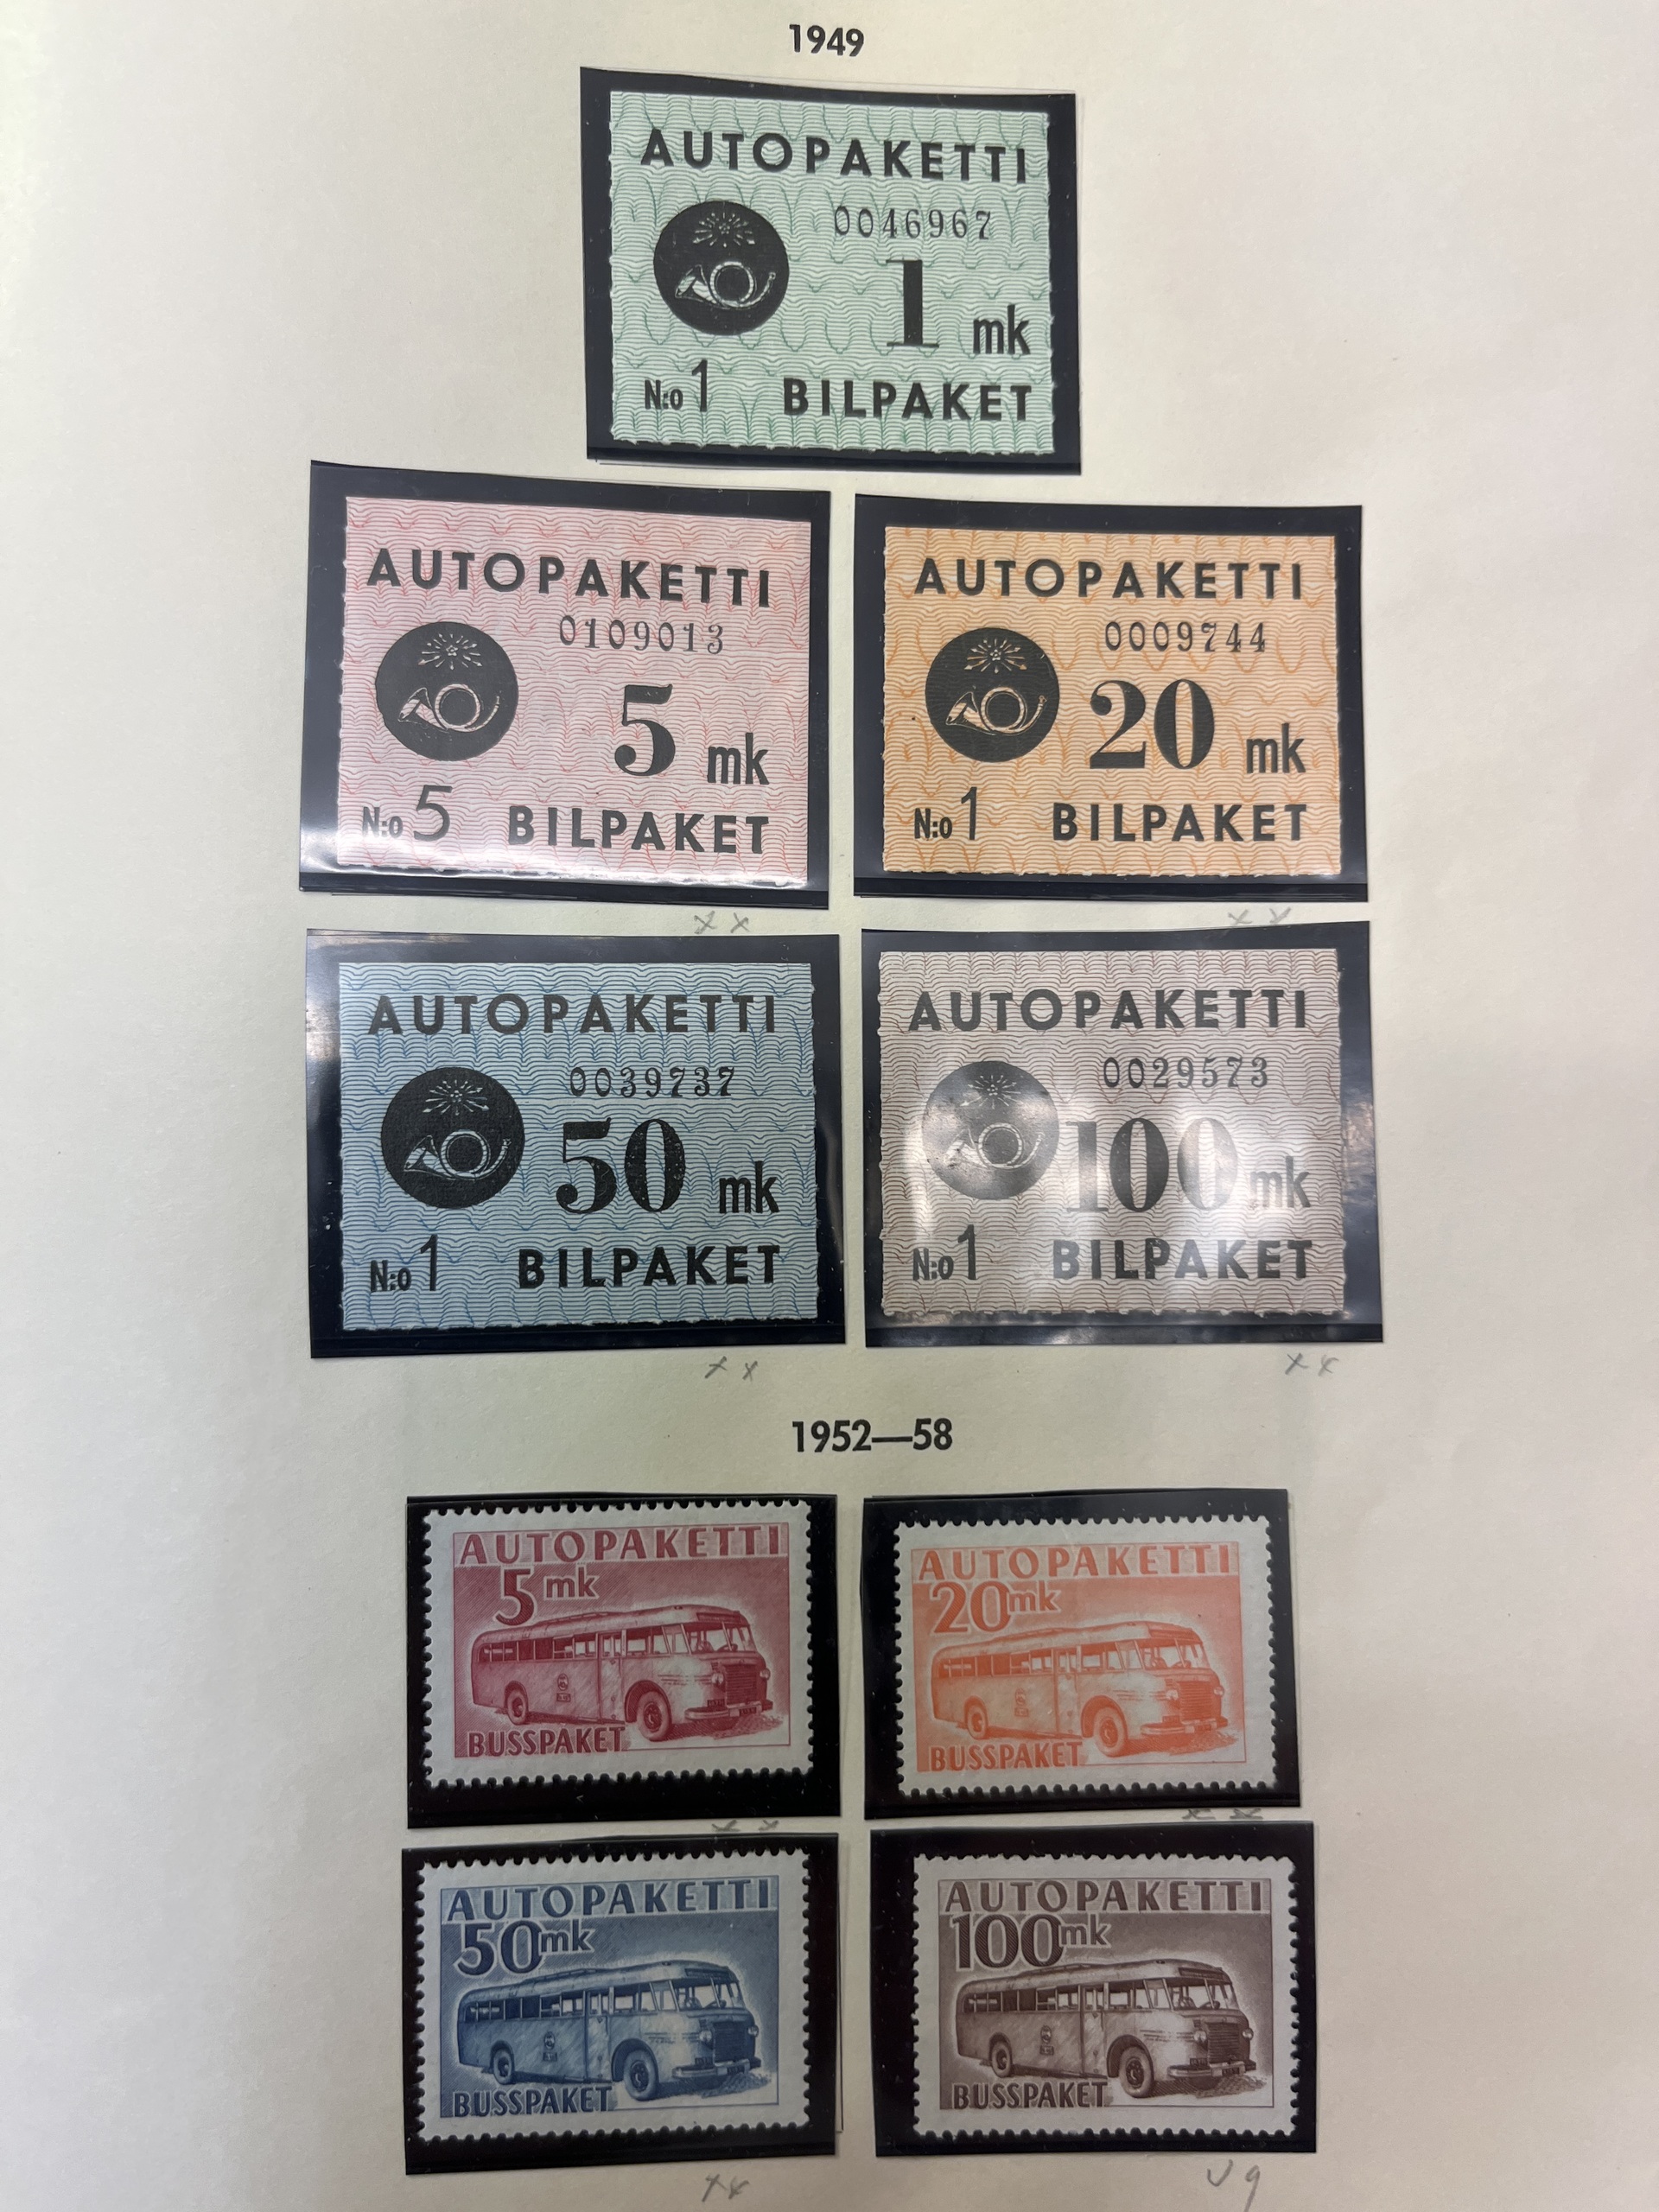 1949
AUTOPAKETTI
0046967
1 mk
N:o 1 BILPAKET
AUTOPAKETTI
0109013
5 mk
N:o 5 BILPAKET
AUTOPAKETTI
0009744
20 mk
N:o 1 BILPAKET
x x
x x
AUTOPAKETTI
0039737
50 mk
N:o 1 BILPAKET
AUTOPAKETTI
0029573
100 mk
N:o 1 BILPAKET
x x
x x
1952—58
AUTOPAKETTI
5 mk
BUSSPAKET
AUTOPAKETTI
20 mk
BUSSPAKET
x x
x x
AUTOPAKETTI
50 mk
BUSSPAKET
AUTOPAKETTI
100 mk
BUSSPAKET
x x